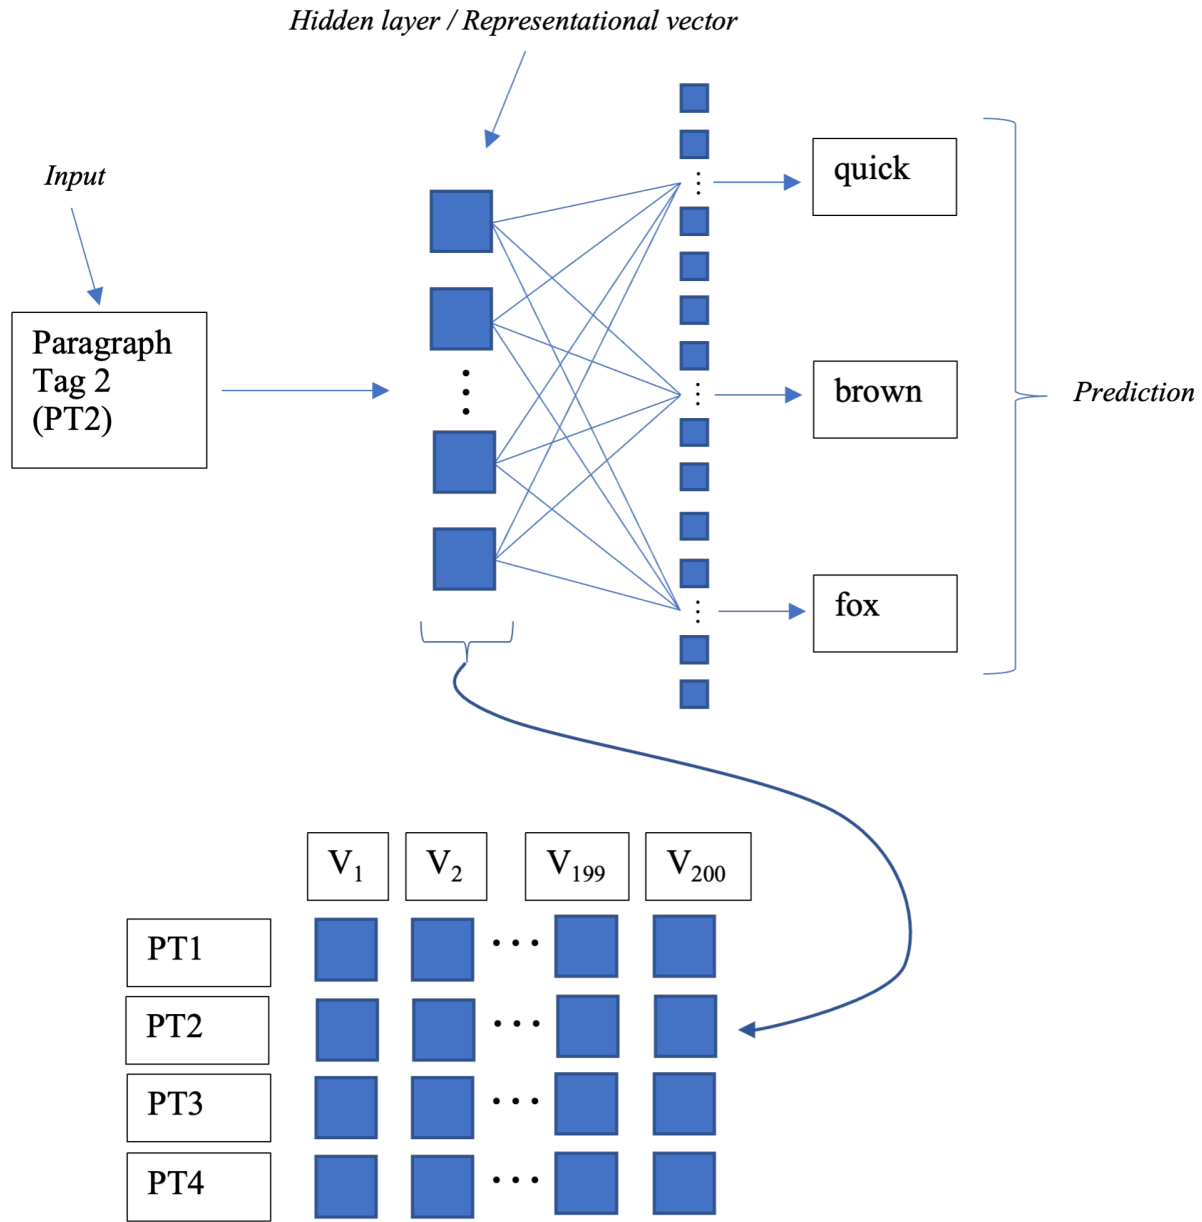 Hidden layer / Representational vector
Input
Paragraph
Tag 2
(PT2)
quick
brown
fox
Prediction
V1 V2 V199 V200
PT1
PT2
PT3
PT4